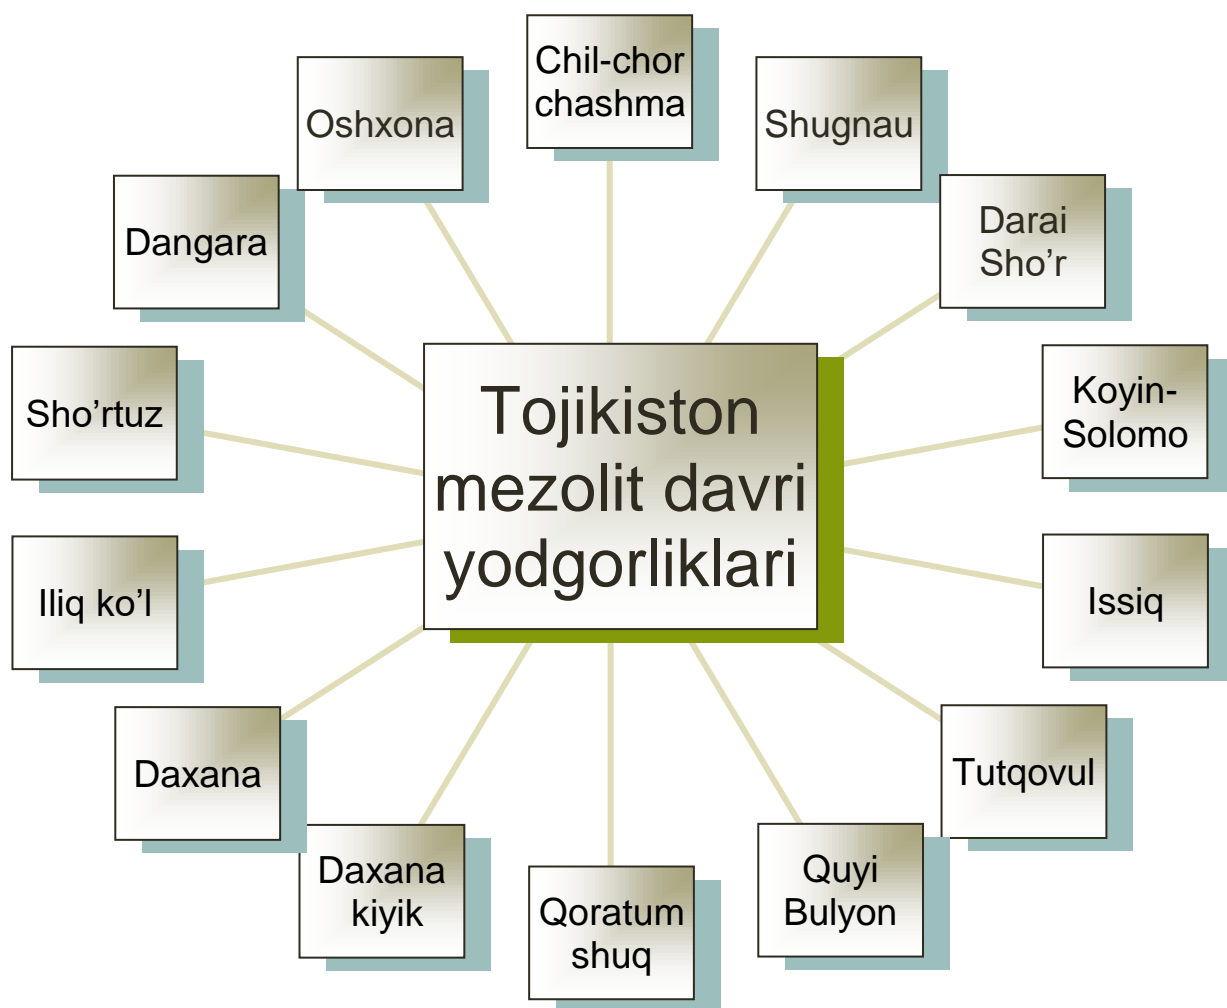 Chil-chor
chashma
Shugnau
Darai
Sho’r
Koyin-
Solomo
Issiq
Tutqovul
Quyi
Bulyon
Qoratum
shuq
Daxana
kiyik
Daxana
Iliq ko’l
Sho’rtuz
Dangara
Oshxona
Tojikiston
mezolit davri
yodgorliklari